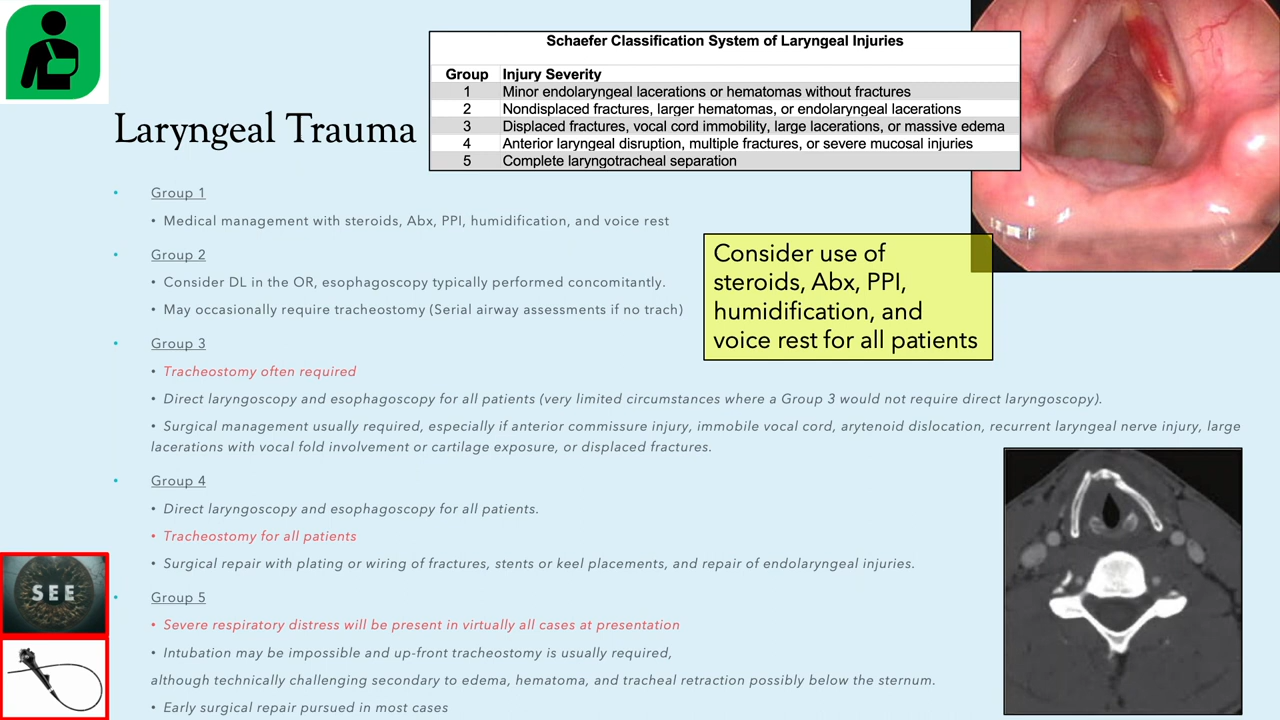 Schaefer Classification System of Laryngeal Injuries
Group Injury Severity
1 Minor endolaryngeal lacerations or hematomas without fractures
2 Nondisplaced fractures, larger hematomas, or endolaryngeal lacerations
3 Displaced fractures, vocal cord immobility, large lacerations, or massive edema
4 Anterior laryngeal disruption, multiple fractures, or severe mucosal injuries
5 Complete laryngotracheal separation
Laryngeal Trauma
• Group 1
• Medical management with steroids, Abx, PPI, humidification, and voice rest
• Group 2
• Consider DL in the OR, esophagoscopy typically performed concomitantly.
• May occasionally require tracheostomy (Serial airway assessments if no trach)
Consider use of
steroids, Abx, PPI,
humidification, and
voice rest for all patients
• Group 3
• Tracheostomy often required
• Direct laryngoscopy and esophagoscopy for all patients (very limited circumstances where a Group 3 would not require direct laryngoscopy).
• Surgical management usually required, especially if anterior commissure injury, immobile vocal cord, arytenoid dislocation, recurrent laryngeal nerve injury, large
lacerations with vocal fold involvement or cartilage exposure, or displaced fractures.
• Group 4
• Direct laryngoscopy and esophagoscopy for all patients.
• Tracheostomy for all patients
• Surgical repair with plating or wiring of fractures, stents or keel placements, and repair of endolaryngeal injuries.
SEE
• Group 5
• Severe respiratory distress will be present in virtually all cases at presentation
• Intubation may be impossible and up-front tracheostomy is usually required,
although technically challenging secondary to edema, hematoma, and tracheal retraction possibly below the sternum.
• Early surgical repair pursued in most cases